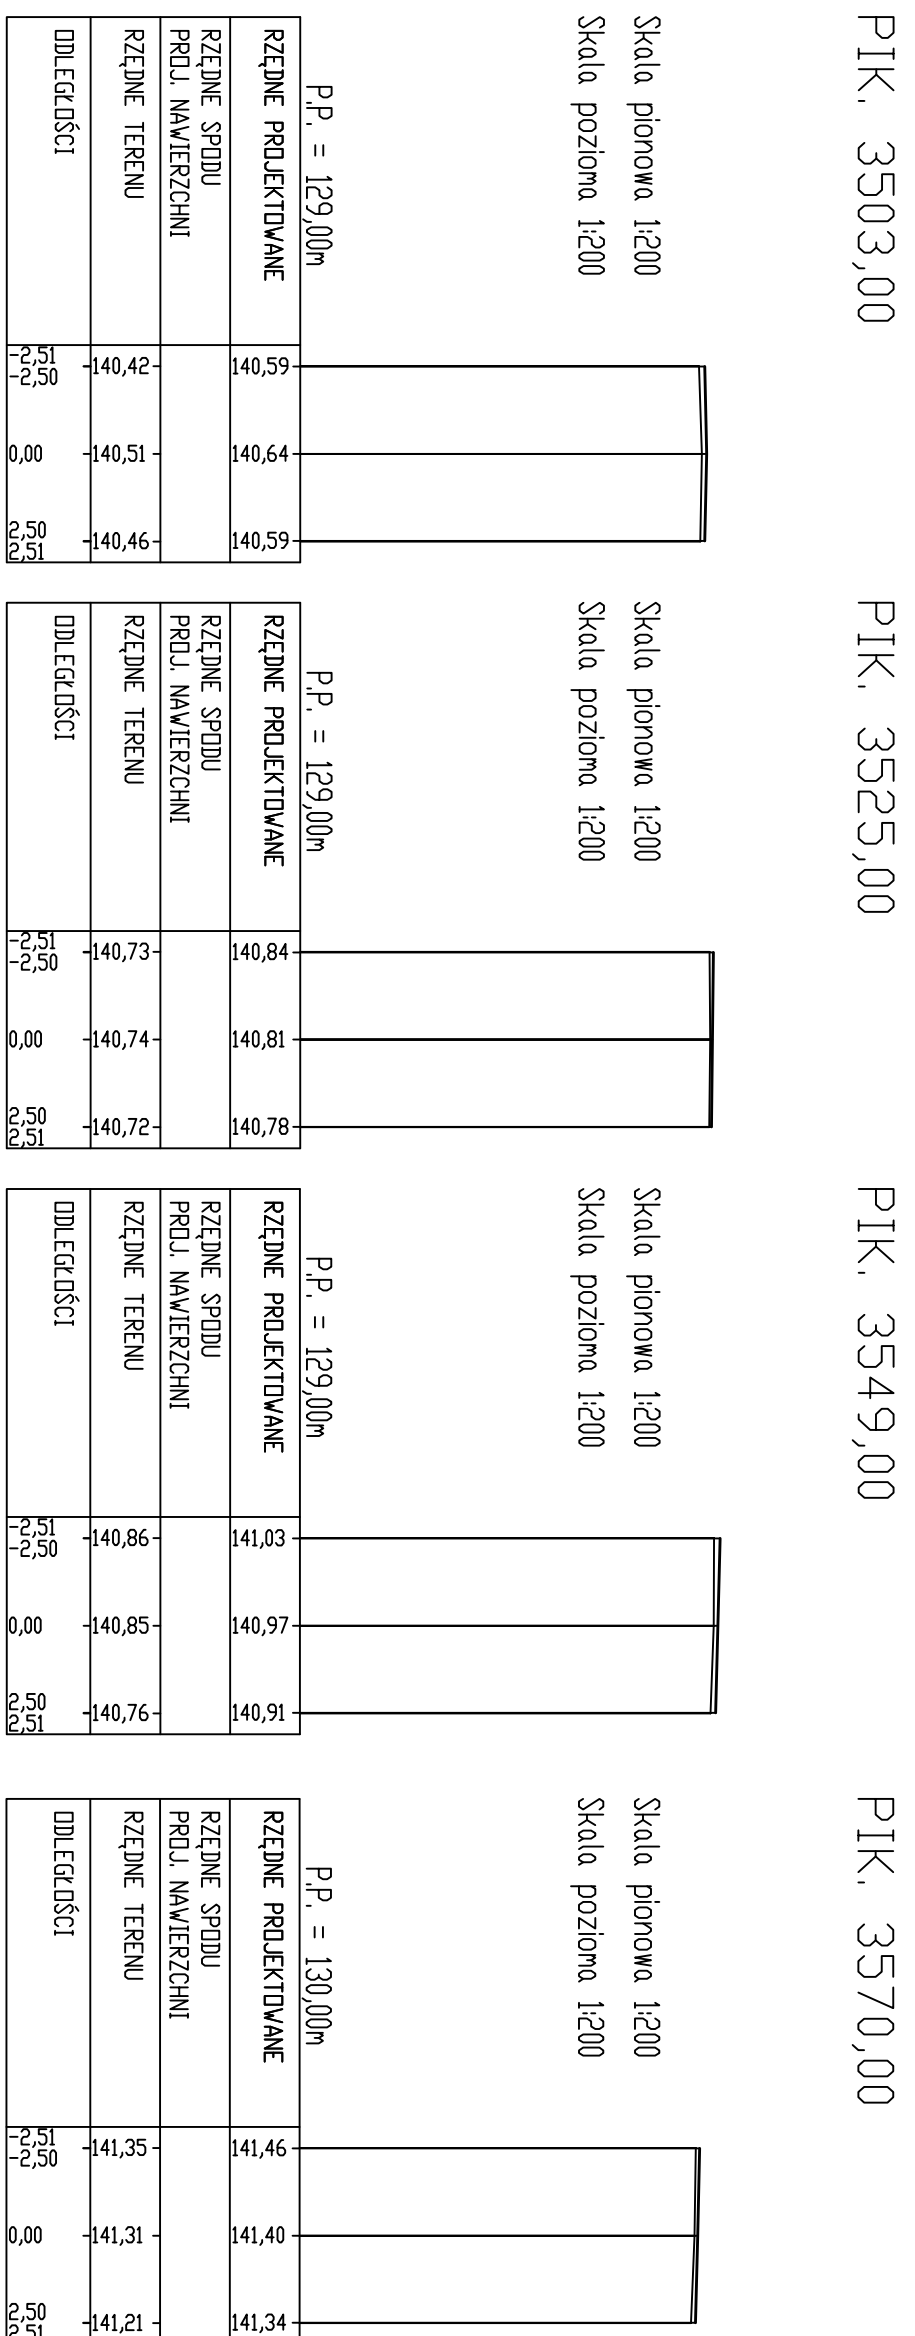 PIK. 3503,00
Skala pionowa 1:200
Skala pozioma 1:200
P.P. = 129,00m
RZĘDNE PROJEKTOWANE
140,59
140,64
140,59
RZĘDNE SPODU
PROJ. NAWIERZCHNI
RZĘDNE TERENU
140,42
140,51
140,46
ODLEGŁOŚCI
-2,51
-2,50
0,00
2,50
2,51
PIK. 3525,00
Skala pionowa 1:200
Skala pozioma 1:200
P.P. = 129,00m
RZĘDNE PROJEKTOWANE
140,84
140,81
140,78
RZĘDNE SPODU
PROJ. NAWIERZCHNI
RZĘDNE TERENU
140,73
140,74
140,72
ODLEGŁOŚCI
-2,51
-2,50
0,00
2,50
2,51
PIK. 3549,00
Skala pionowa 1:200
Skala pozioma 1:200
P.P. = 129,00m
RZĘDNE PROJEKTOWANE
141,03
140,97
140,91
RZĘDNE SPODU
PROJ. NAWIERZCHNI
RZĘDNE TERENU
140,86
140,85
140,76
ODLEGŁOŚCI
-2,51
-2,50
0,00
2,50
2,51
PIK. 3570,00
Skala pionowa 1:200
Skala pozioma 1:200
P.P. = 130,00m
RZĘDNE PROJEKTOWANE
141,46
141,40
141,34
RZĘDNE SPODU
PROJ. NAWIERZCHNI
RZĘDNE TERENU
141,35
141,31
141,21
ODLEGŁOŚCI
-2,51
-2,50
0,00
2,50
2,51